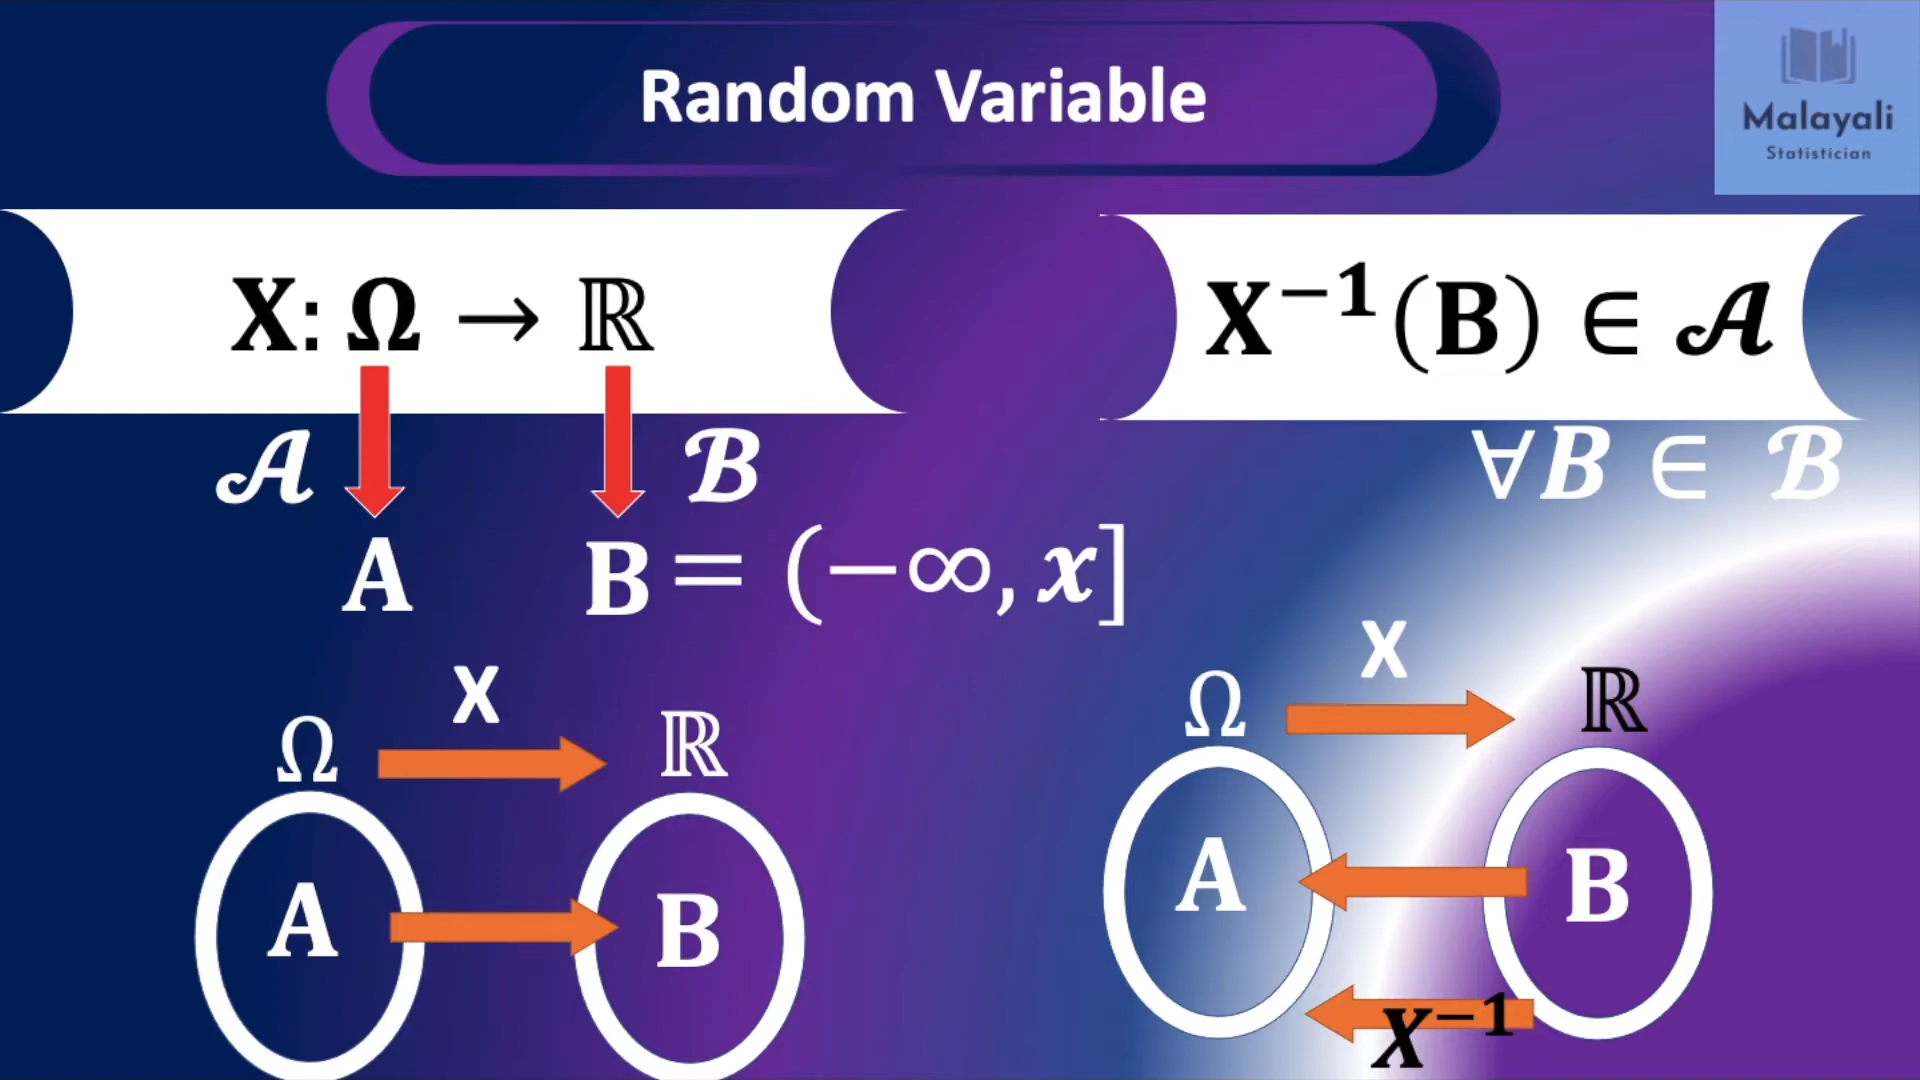 Random Variable
Malayali
Statistician
X: Ω → ℝ
X⁻¹(B) ∈ 𝓐
𝓐
𝓑
∀B ∈ 𝓑
A
B = (−∞, x]
X
Ω
ℝ
A
B
X
Ω
ℝ
A
B
X⁻¹